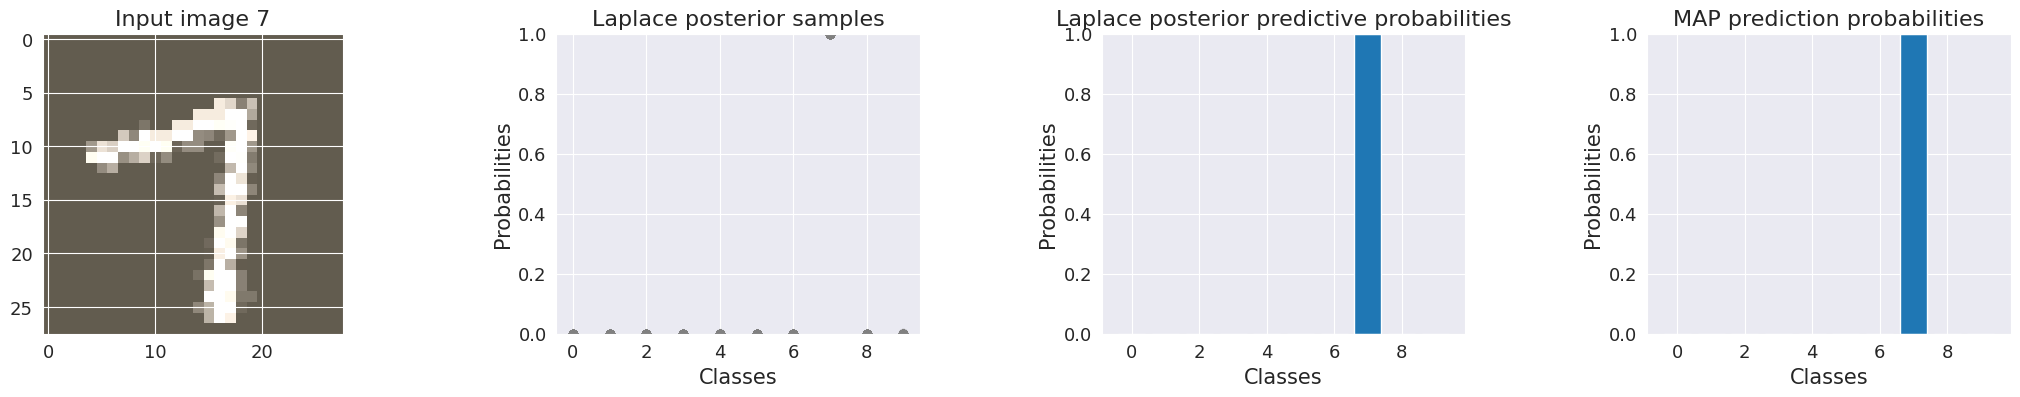 Input image 7
0
5
10
15
20
25
0 10 20
Laplace posterior samples
Probabilities
1.0
0.8
0.6
0.4
0.2
0.0
0 2 4 6 8
Classes
Laplace posterior predictive probabilities
Probabilities
1.0
0.8
0.6
0.4
0.2
0.0
0 2 4 6 8
Classes
MAP prediction probabilities
Probabilities
1.0
0.8
0.6
0.4
0.2
0.0
0 2 4 6 8
Classes